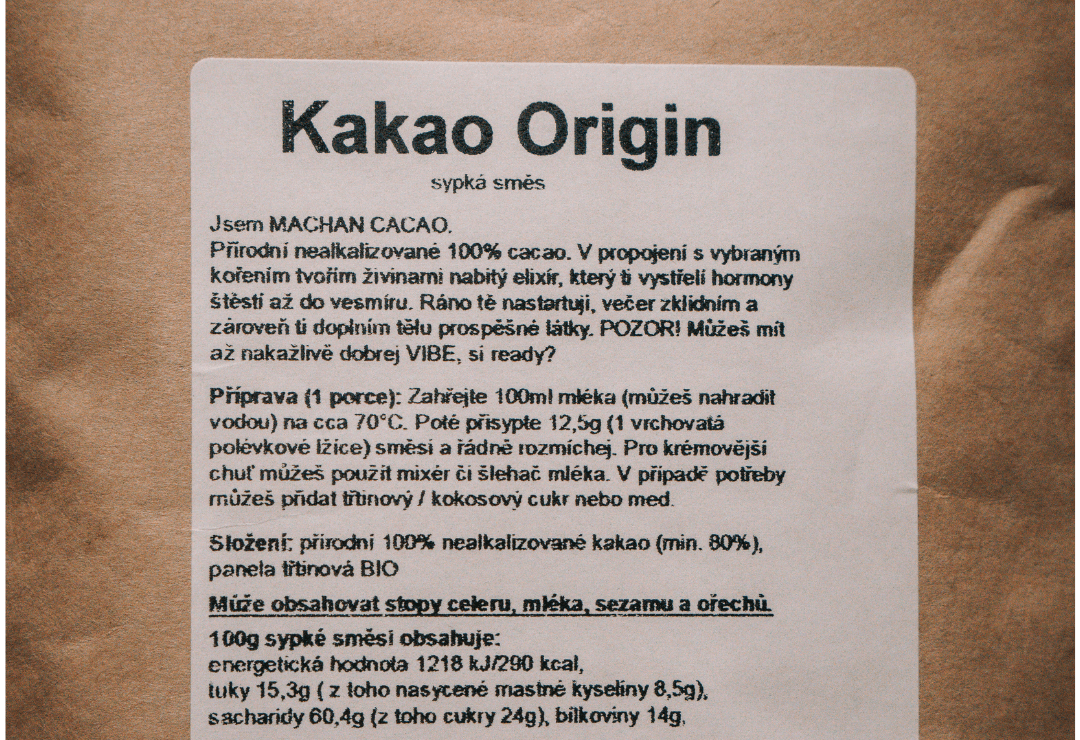 Kakao Origin
sypká směs
Jsem MACHAN CACAO.
Přírodní nealkalizované 100% cacao. V propojení s vybraným
kořením tvořím živinami nabitý elixír, který ti vystřelí hormony
štěstí až do vesmíru. Ráno tě nastartuji, večer zklidním a
zároveň ti doplním tělu prospěšné látky. POZOR! Můžeš mít
až nakažlivě dobrej VIBE, si ready?
Příprava (1 porce): Zahřejte 100ml mléka (můžeš nahradit
vodou) na cca 70°C. Poté přisypte 12,5g (1 vrchovatá
polévkové lžíce) směsi a řádně rozmíchej. Pro krémovější
chuť můžeš použít mixér či šlehač mléka. V případě potřeby
můžeš přidat třtinový / kokosový cukr nebo med.
Složení: přírodní 100% nealkalizované kakao (min. 80%),
panela třtinová BIO
Může obsahovat stopy celeru, mléka, sezamu a ořechů.
100g sypké směsi obsahuje:
energetická hodnota 1218 kJ/290 kcal,
tuky 15,3g ( z toho nasycené mastné kyseliny 8,5g),
sacharidy 60,4g (z toho cukry 24g), bílkoviny 14g,